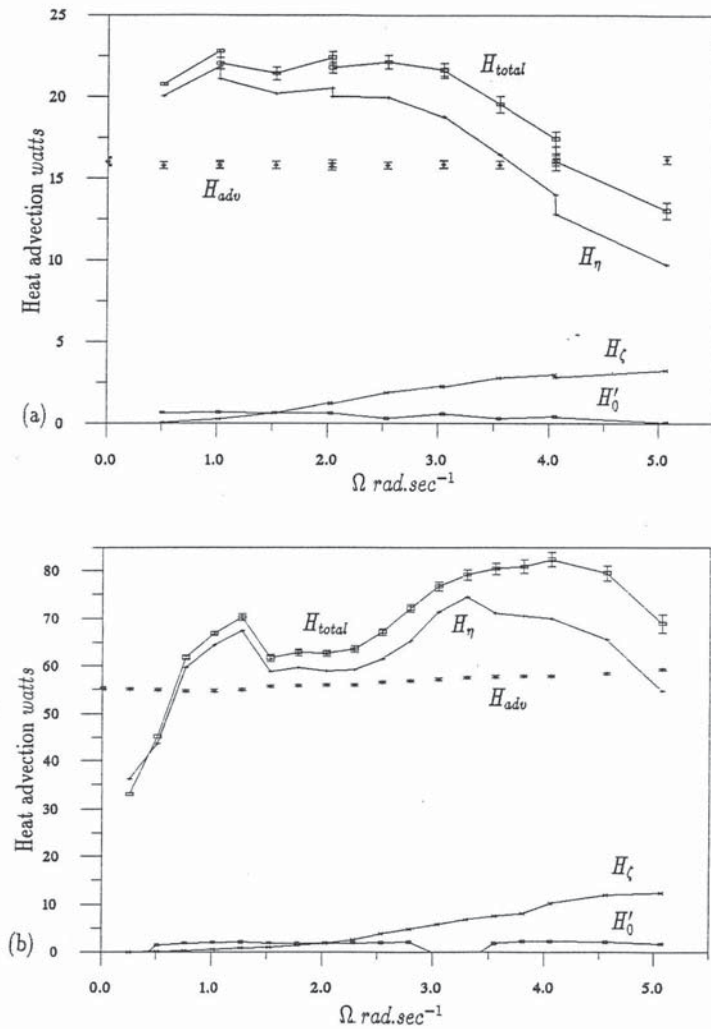 25
20
15
10
5
0
Heat advection watts
H_total
H_adv
H_η
H_ζ
H′_0
(a)
0.0 1.0 2.0 3.0 4.0 5.0
Ω rad.sec⁻¹
80
70
60
50
40
30
20
10
0
Heat advection watts
H_total
H_η
H_adv
H_ζ
H′_0
(b)
0.0 1.0 2.0 3.0 4.0 5.0
Ω rad.sec⁻¹